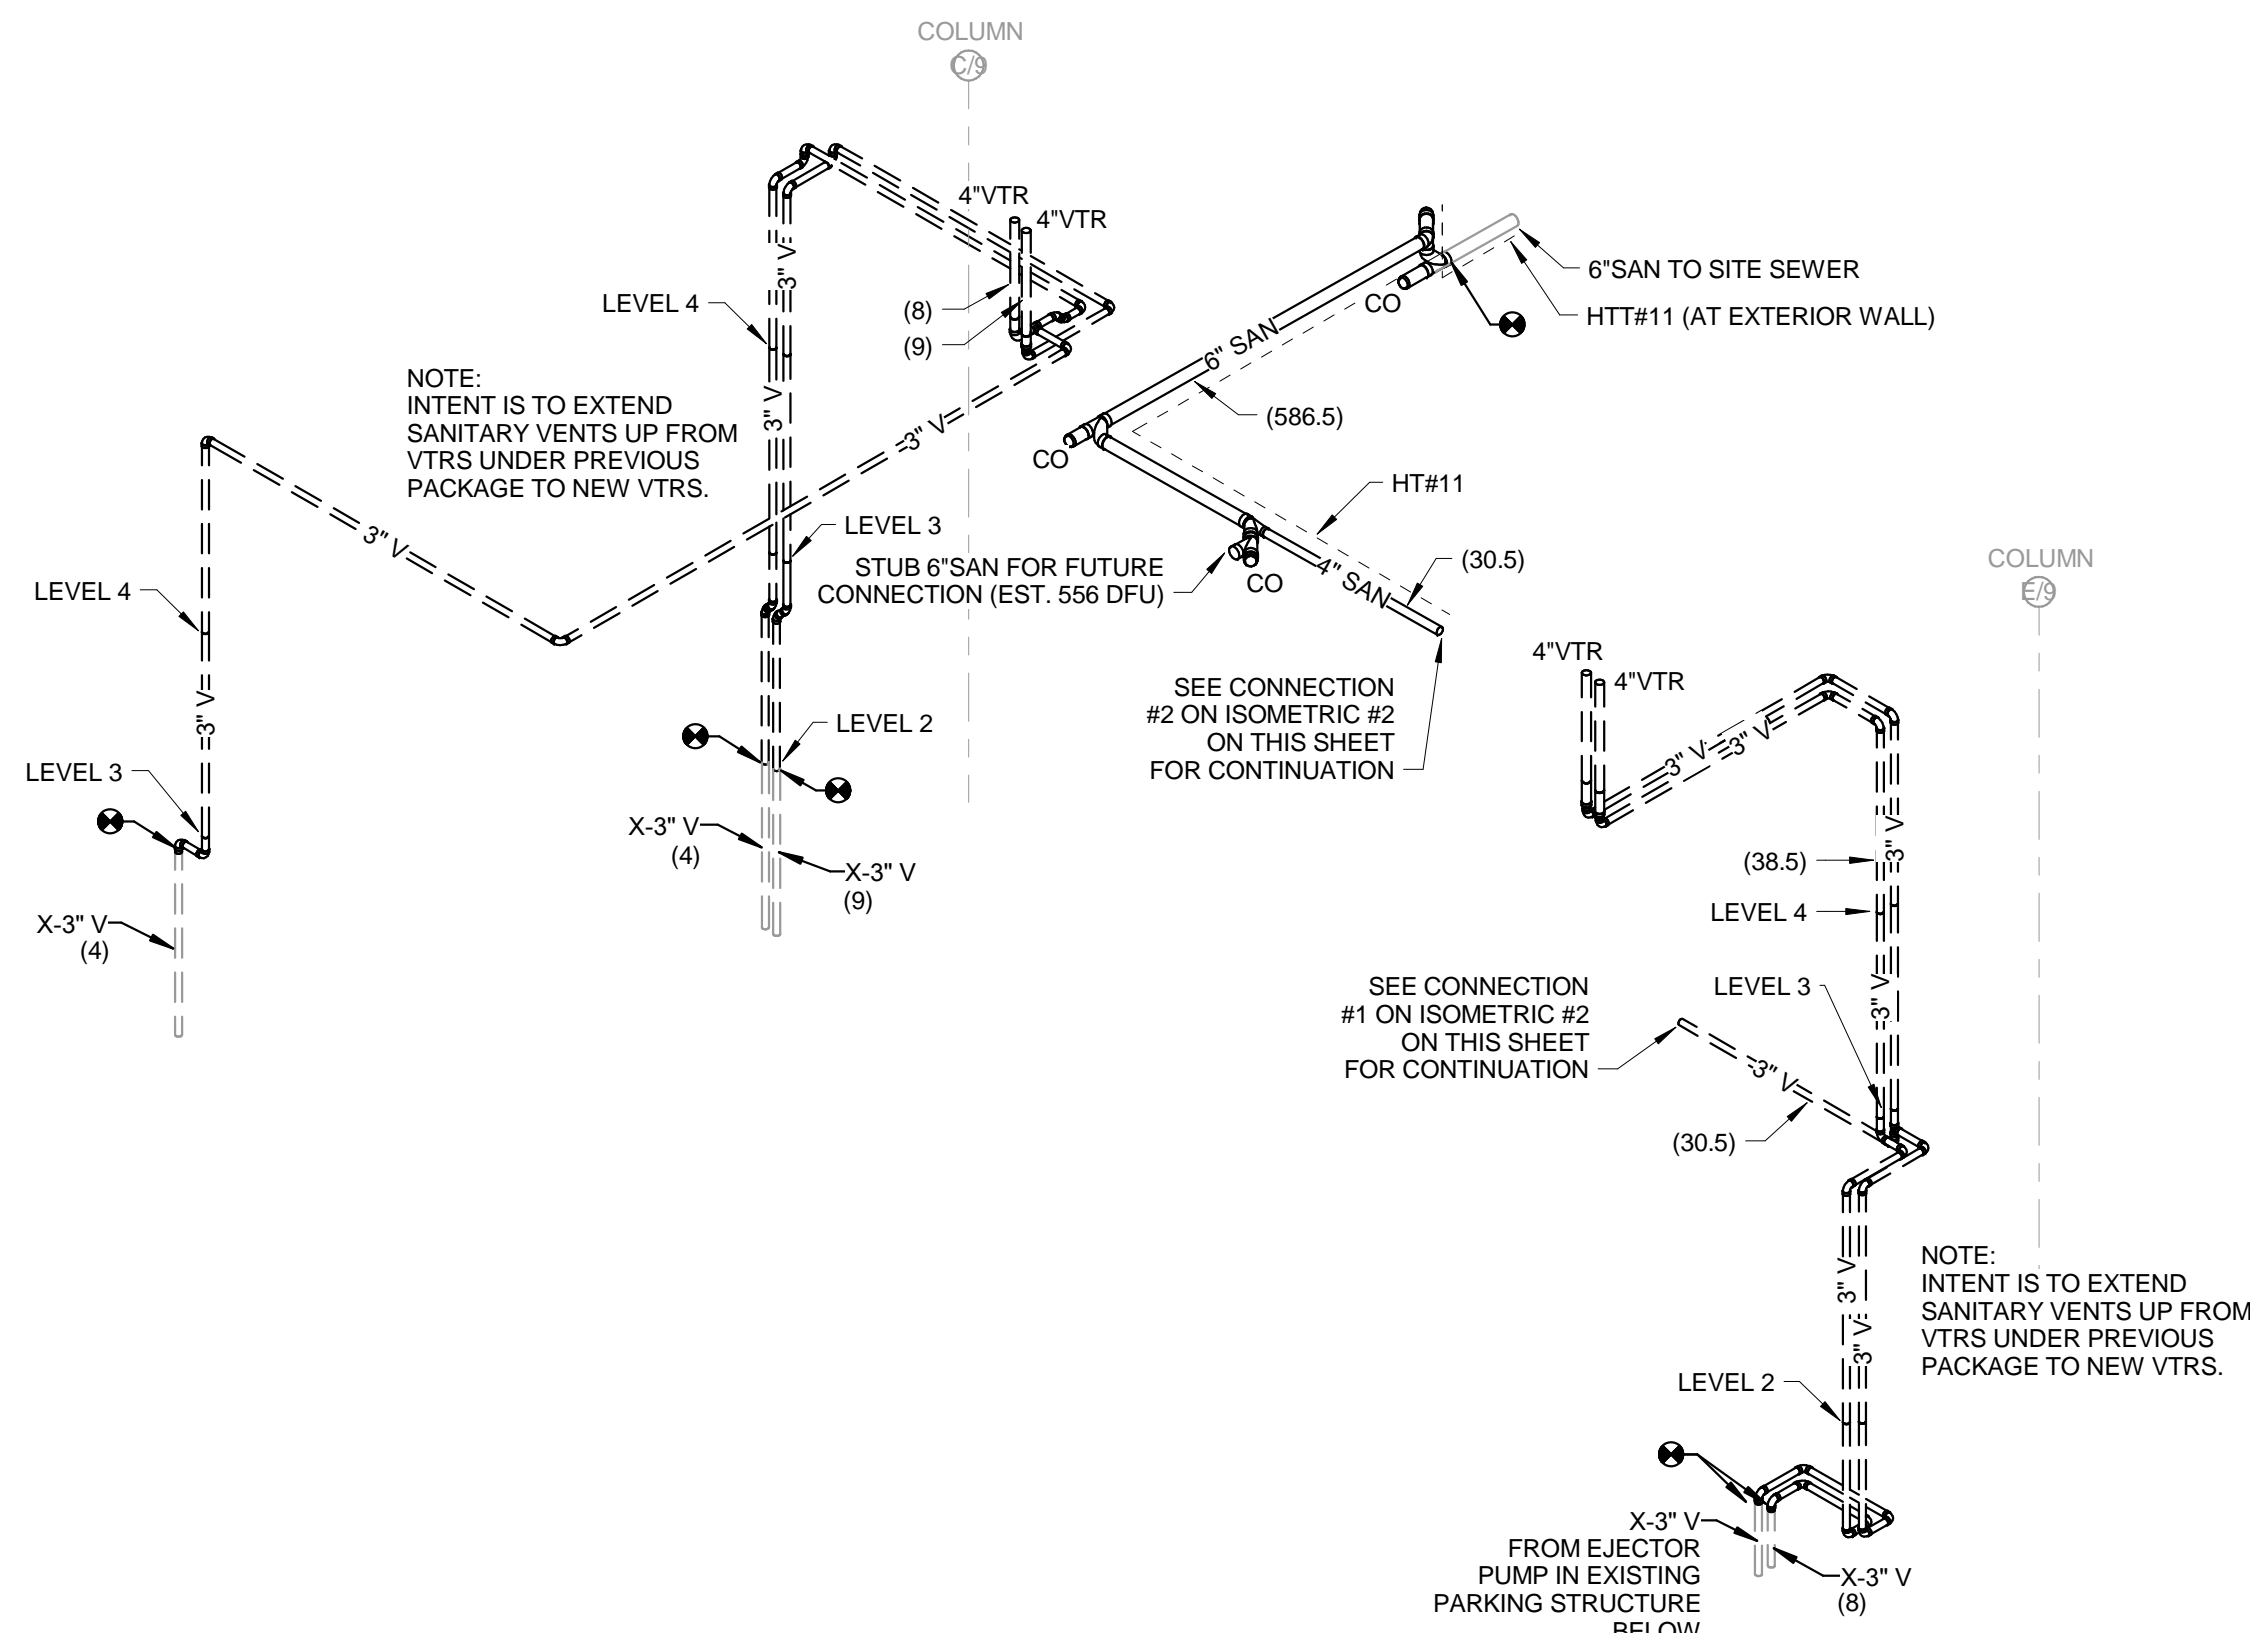 COLUMN
C/9
4"VTR
4"VTR
3" V
3" V
LEVEL 4
(8)
(9)
6"SAN TO SITE SEWER
HTT#11 (AT EXTERIOR WALL)
CO
6" SAN
(586.5)
CO
NOTE:
INTENT IS TO EXTEND
SANITARY VENTS UP FROM
VTRS UNDER PREVIOUS
PACKAGE TO NEW VTRS.
3" V
3" V
HT#11
LEVEL 3
STUB 6"SAN FOR FUTURE
CONNECTION (EST. 556 DFU)
CO
4" SAN
(30.5)
LEVEL 4
3" V
LEVEL 3
LEVEL 2
X-3" V
(4)
X-3" V
(4)
X-3" V
(9)
SEE CONNECTION
#2 ON ISOMETRIC #2
ON THIS SHEET
FOR CONTINUATION
COLUMN
E/9
4"VTR
4"VTR
3" V
3" V
3" V
(38.5)
LEVEL 4
SEE CONNECTION
#1 ON ISOMETRIC #2
ON THIS SHEET
FOR CONTINUATION
LEVEL 3
3" V
3" V
(30.5)
3" V
3" V
NOTE:
INTENT IS TO EXTEND
SANITARY VENTS UP FROM
VTRS UNDER PREVIOUS
PACKAGE TO NEW VTRS.
LEVEL 2
X-3" V
FROM EJECTOR
PUMP IN EXISTING
PARKING STRUCTURE
BELOW
X-3" V
(8)